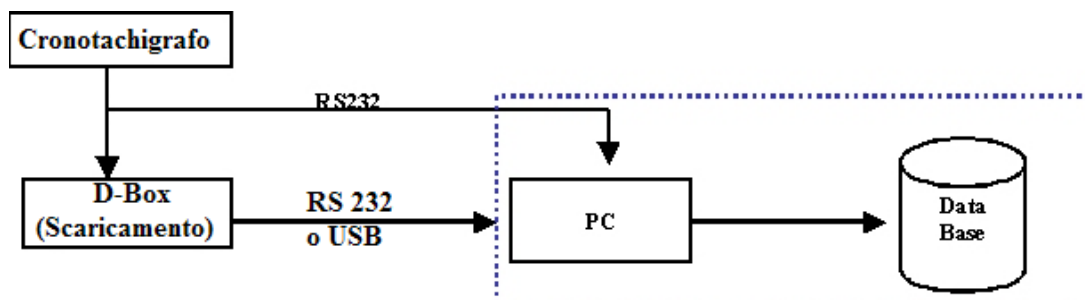 Cronotachigrafo
RS232
D-Box
(Scaricamento)
RS 232
o USB
PC
Data
Base